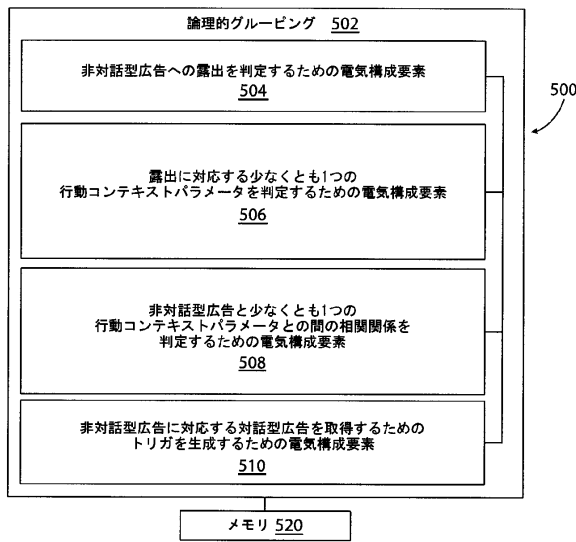 論理的グルーピング 502
非対話型広告への露出を判定するための電気構成要素
504
500
露出に対応する少なくとも1つの
行動コンテキストパラメータを判定するための電気構成要素
506
非対話型広告と少なくとも1つの
行動コンテキストパラメータとの間の相関関係を
判定するための電気構成要素
508
非対話型広告に対応する対話型広告を取得するための
トリガを生成するための電気構成要素
510
メモリ 520